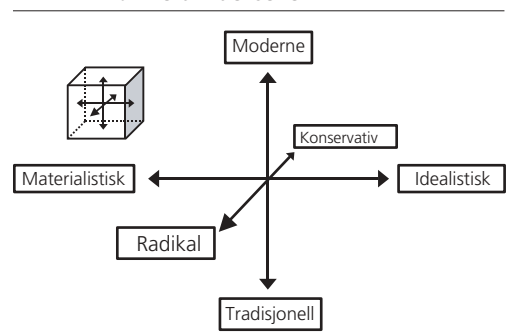 Moderne
Konservativ
Materialistisk
Idealistisk
Radikal
Tradisjonell